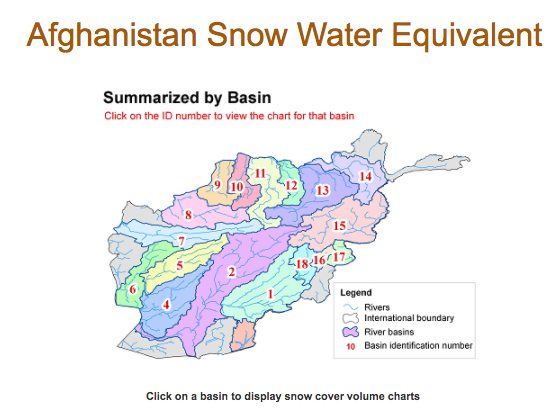 Afghanistan Snow Water Equivalent
Summarized by Basin
Click on the ID number to view the chart for that basin
14
11
9
10
12
13
8
15
7
5
2
18
16
17
6
4
1
Legend
Rivers
International boundary
River basins
10 Basin identification number
Click on a basin to display snow cover volume charts